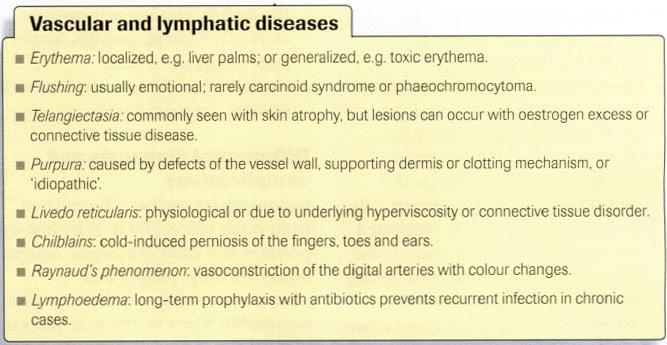 Vascular and lymphatic diseases
■ Erythema: localized, e.g. liver palms; or generalized, e.g. toxic erythema.
■ Flushing: usually emotional; rarely carcinoid syndrome or phaeochromocytoma.
■ Telangiectasia: commonly seen with skin atrophy, but lesions can occur with oestrogen excess or
connective tissue disease.
■ Purpura: caused by defects of the vessel wall, supporting dermis or clotting mechanism, or
‘idiopathic’.
■ Livedo reticularis: physiological or due to underlying hyperviscosity or connective tissue disorder.
■ Chilblains: cold-induced perniosis of the fingers, toes and ears.
■ Raynaud’s phenomenon: vasoconstriction of the digital arteries with colour changes.
■ Lymphoedema: long-term prophylaxis with antibiotics prevents recurrent infection in chronic
cases.